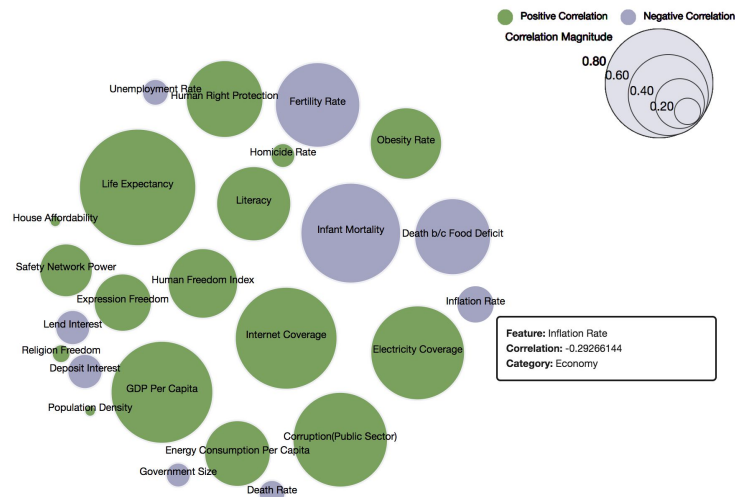 Positive Correlation
Negative Correlation
Correlation Magnitude
0.80
0.60
0.40
0.20
Unemployment Rate
Human Right Protection
Fertility Rate
Obesity Rate
Homicide Rate
Life Expectancy
Literacy
House Affordability
Infant Mortality
Death b/c Food Deficit
Safety Network Power
Human Freedom Index
Expression Freedom
Inflation Rate
Lend Interest
Internet Coverage
Electricity Coverage
Religion Freedom
Deposit Interest
GDP Per Capita
Population Density
Corruption(Public Sector)
Energy Consumption Per Capita
Government Size
Death Rate
Feature: Inflation Rate
Correlation: -0.29266144
Category: Economy